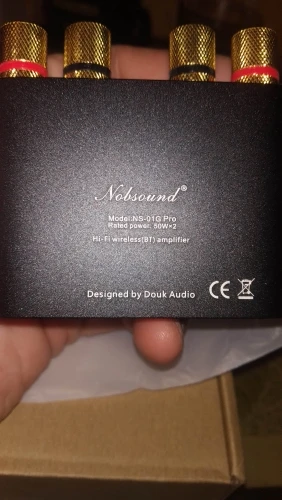 Nobsound®
Model:NS-01G Pro
Rated power: 50W×2
Hi-Fi wireless(BT) amplifier
Designed by Douk Audio CE